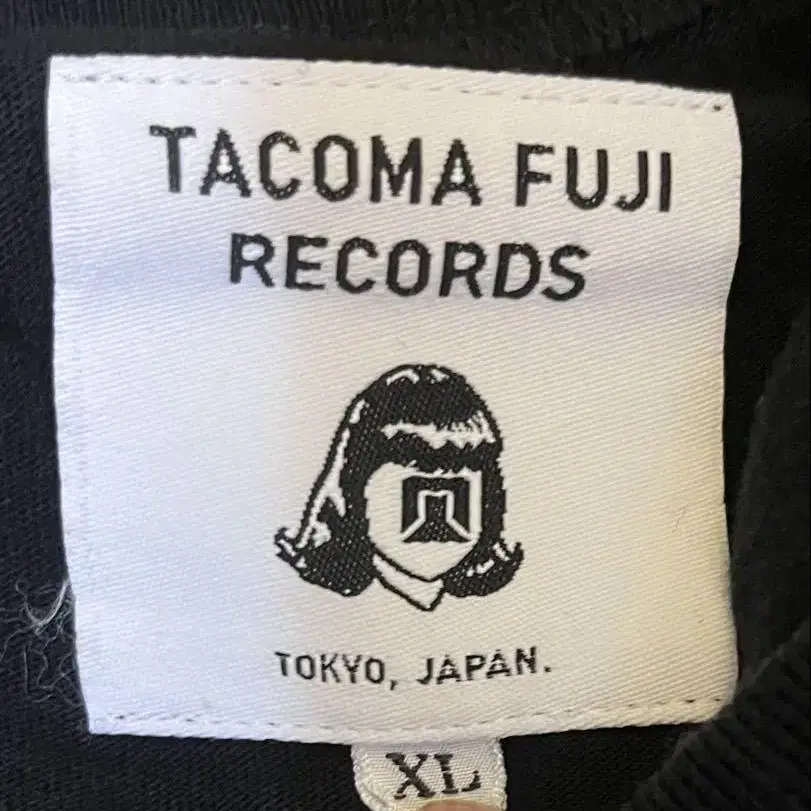 TACOMA FUJI
RECORDS
TOKYO, JAPAN.
XL